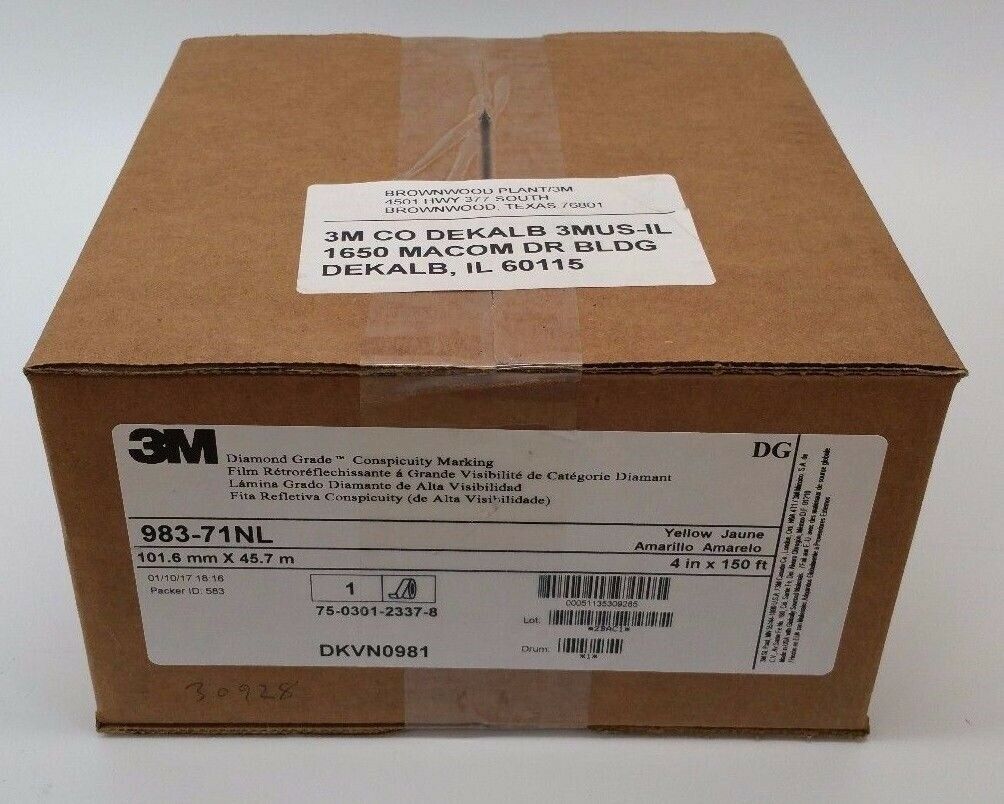 BROWNWOOD PLANT/3M
4501 HWY 377 SOUTH
BROWNWOOD, TEXAS 76801
3M CO DEKALB 3MUS-IL
1650 MACOM DR BLDG
DEKALB, IL 60115
3M
Diamond Grade™ Conspicuity Marking
Film Rétroréflechissante á Grande Visibilité de Catégorie Diamant
Lámina Grado Diamante de Alta Visibilidad
Fita Refletiva Conspicuity (de Alta Visibilidade)
DG
983-71NL
Yellow Jaune
Amarillo Amarelo
101.6 mm X 45.7 m
4 in x 150 ft
01/10/17 16:16
Packer ID: 583
1
75-0301-2337-8
DKVN0981
00051135309285
Lot:
Drum:
*1*
30928